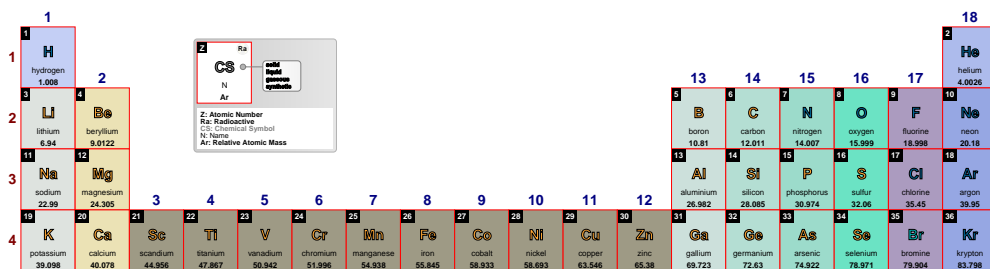 1 18
1 1 H hydrogen 1.008 2 He helium 4.0026
Z Ra
CS
N
Ar
solid
liquid
gaseous
synthetic
Z: Atomic Number
Ra: Radioactive
CS: Chemical Symbol
N: Name
Ar: Relative Atomic Mass
2 13 14 15 16 17
3 4 5 6 7 8 9 10
2 Li Be B C N O F Ne
lithium beryllium boron carbon nitrogen oxygen fluorine neon
6.94 9.0122 10.81 12.011 14.007 15.999 18.998 20.18
11 12 13 14 15 16 17 18
3 Na Mg Al Si P S Cl Ar
sodium magnesium aluminium silicon phosphorus sulfur chlorine argon
22.99 24.305 26.982 28.085 30.974 32.06 35.45 39.95
3 4 5 6 7 8 9 10 11 12
19 20 21 22 23 24 25 26 27 28 29 30 31 32 33 34 35 36
4 K Ca Sc Ti V Cr Mn Fe Co Ni Cu Zn Ga Ge As Se Br Kr
potassium calcium scandium titanium vanadium chromium manganese iron cobalt nickel copper zinc gallium germanium arsenic selenium bromine krypton
39.098 40.078 44.956 47.867 50.942 51.996 54.938 55.845 58.933 58.693 63.546 65.38 69.723 72.63 74.922 78.971 79.904 83.798